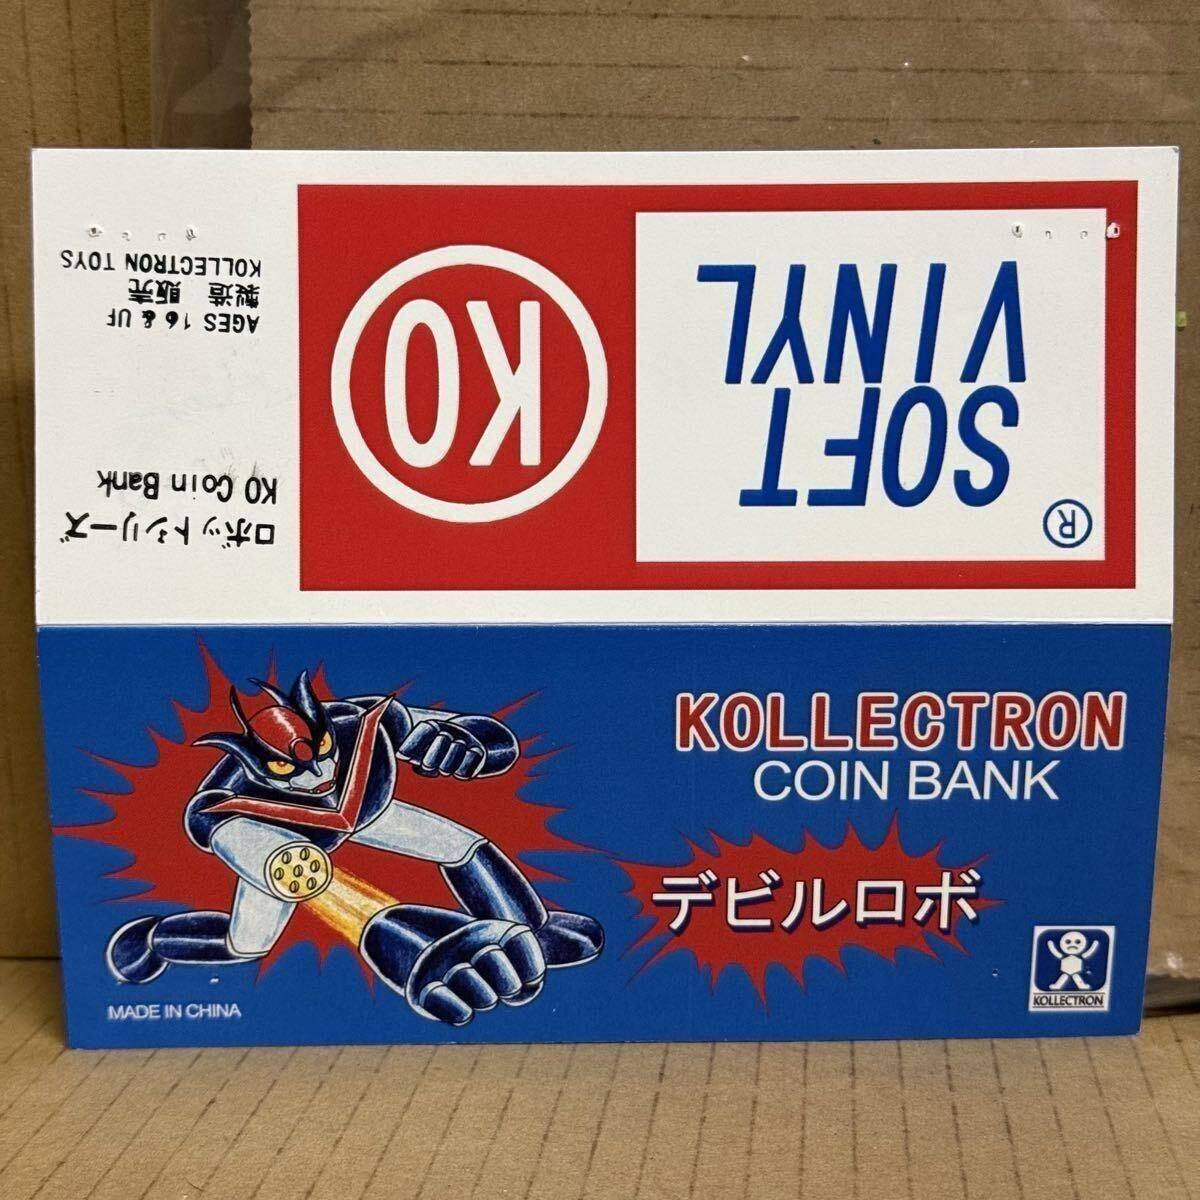 ロボットシリーズ
KO Coin Bank
AGES 16 & UP
製造 販売
KOLLECTRON TOYS
KO
SOFT
VINYL
®
KOLLECTRON
COIN BANK
デビルロボ
MADE IN CHINA
KOLLECTRON